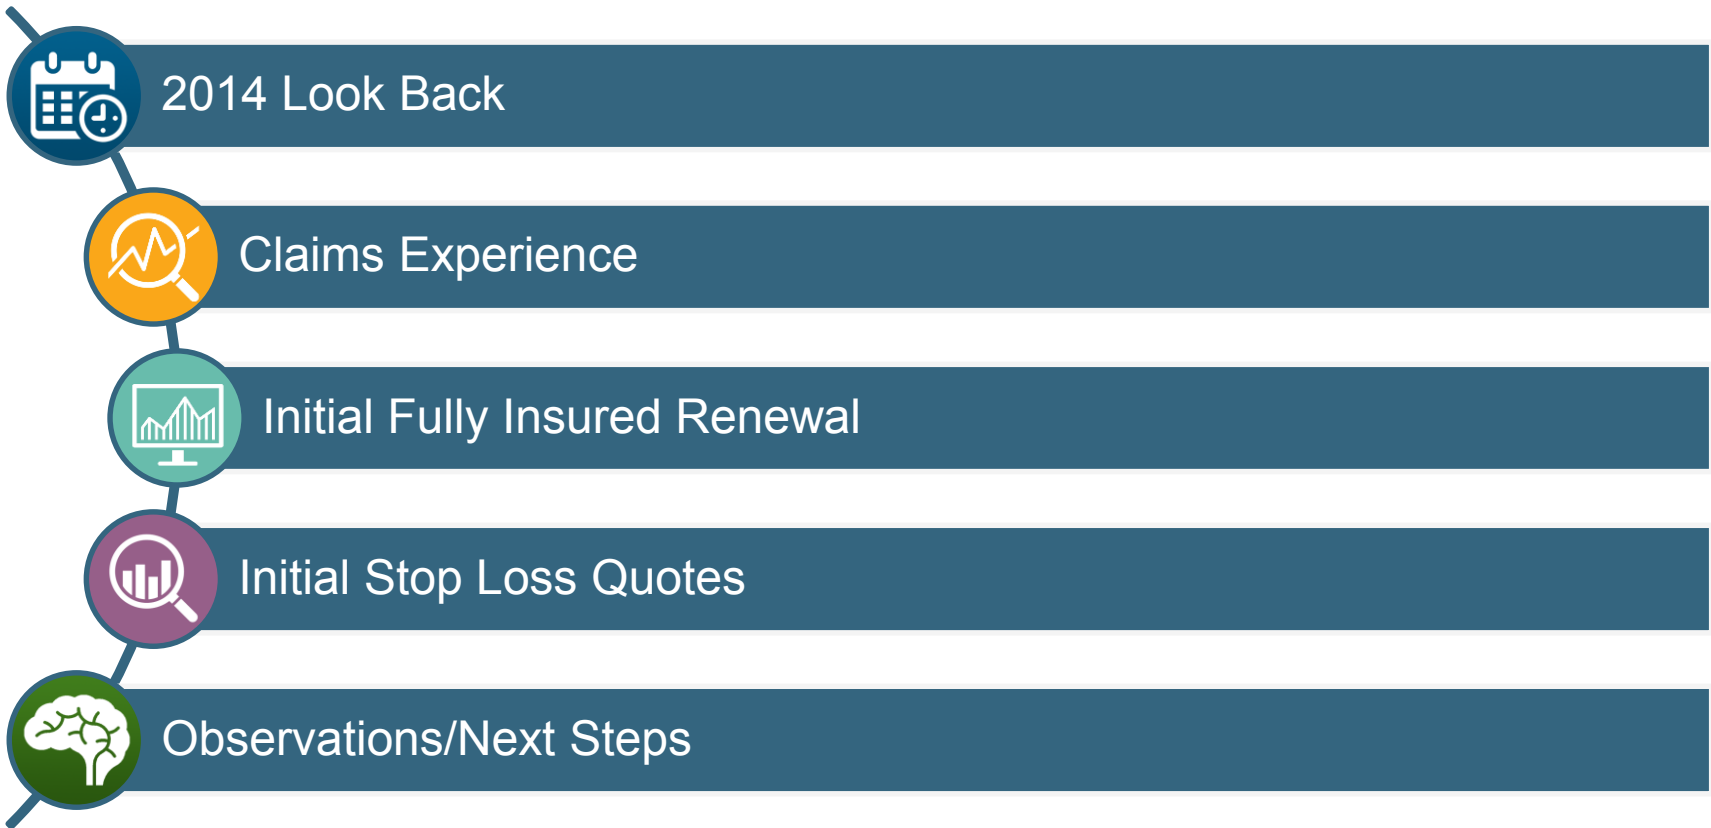 2014 Look Back
Claims Experience
Initial Fully Insured Renewal
Initial Stop Loss Quotes
Observations/Next Steps